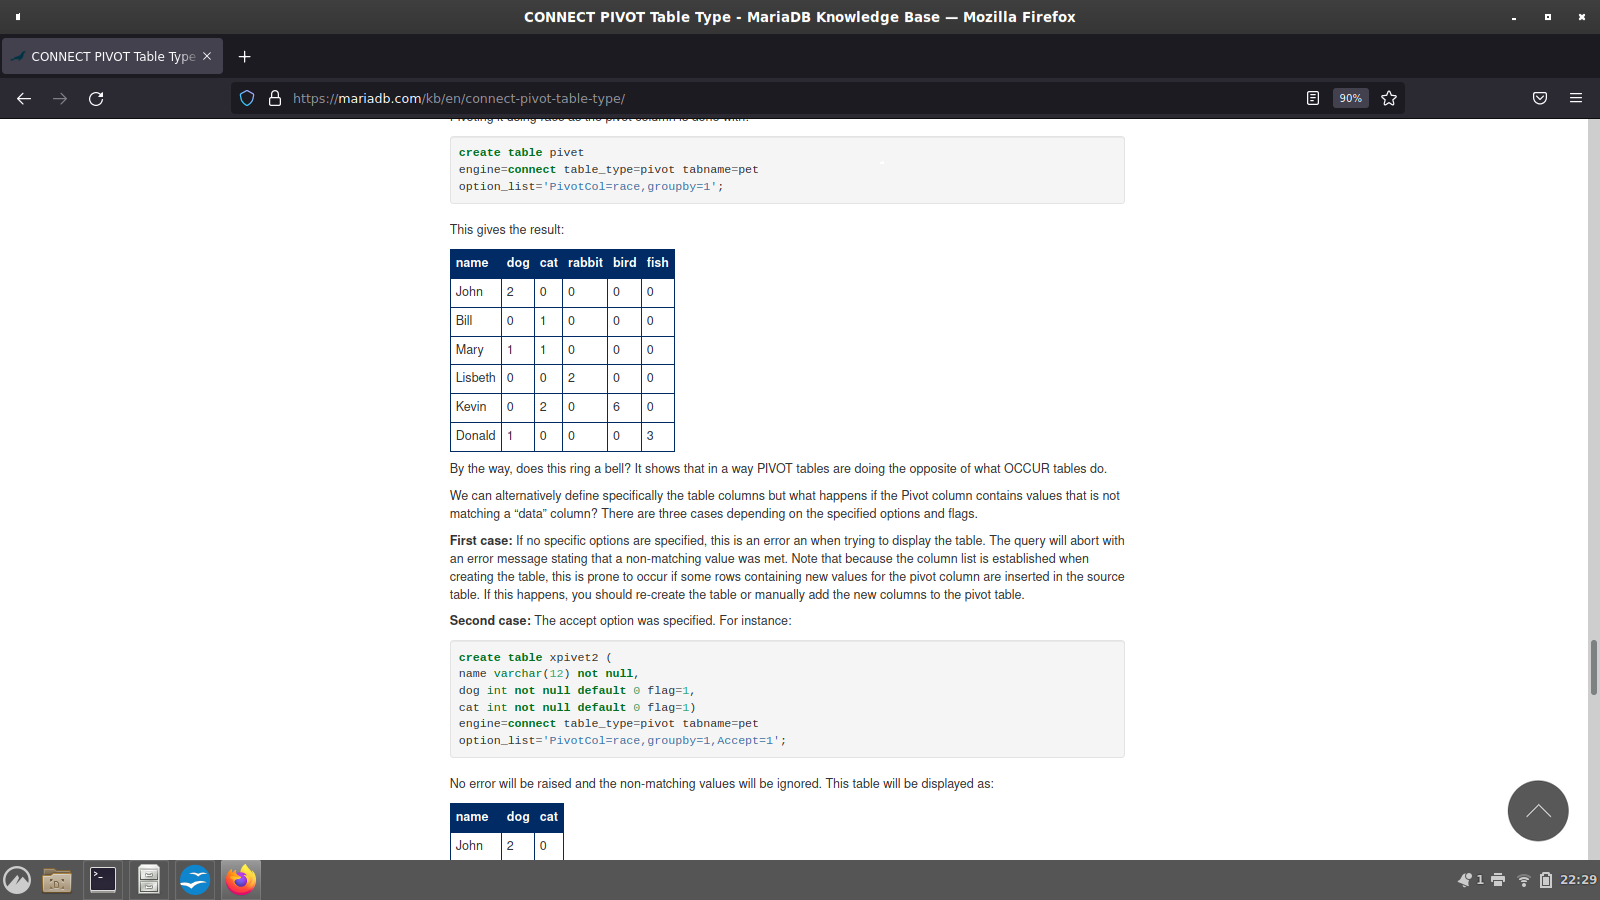 CONNECT PIVOT Table Type - MariaDB Knowledge Base — Mozilla Firefox
CONNECT PIVOT Table Type
https://mariadb.com/kb/en/connect-pivot-table-type/
90%
Pivoting it using race as the pivot column is done with:
create table pivet
engine=connect table_type=pivot tabname=pet
option_list='PivotCol=race,groupby=1';
This gives the result:
name dog cat rabbit bird fish
John 2 0 0 0 0
Bill 0 1 0 0 0
Mary 1 1 0 0 0
Lisbeth 0 0 2 0 0
Kevin 0 2 0 6 0
Donald 1 0 0 0 3
By the way, does this ring a bell? It shows that in a way PIVOT tables are doing the opposite of what OCCUR tables do.
We can alternatively define specifically the table columns but what happens if the Pivot column contains values that is not
matching a “data” column? There are three cases depending on the specified options and flags.
First case: If no specific options are specified, this is an error an when trying to display the table. The query will abort with
an error message stating that a non-matching value was met. Note that because the column list is established when
creating the table, this is prone to occur if some rows containing new values for the pivot column are inserted in the source
table. If this happens, you should re-create the table or manually add the new columns to the pivot table.
Second case: The accept option was specified. For instance:
create table xpivet2 (
name varchar(12) not null,
dog int not null default 0 flag=1,
cat int not null default 0 flag=1)
engine=connect table_type=pivot tabname=pet
option_list='PivotCol=race,groupby=1,Accept=1';
No error will be raised and the non-matching values will be ignored. This table will be displayed as:
name dog cat
John 2 0
1
22:29